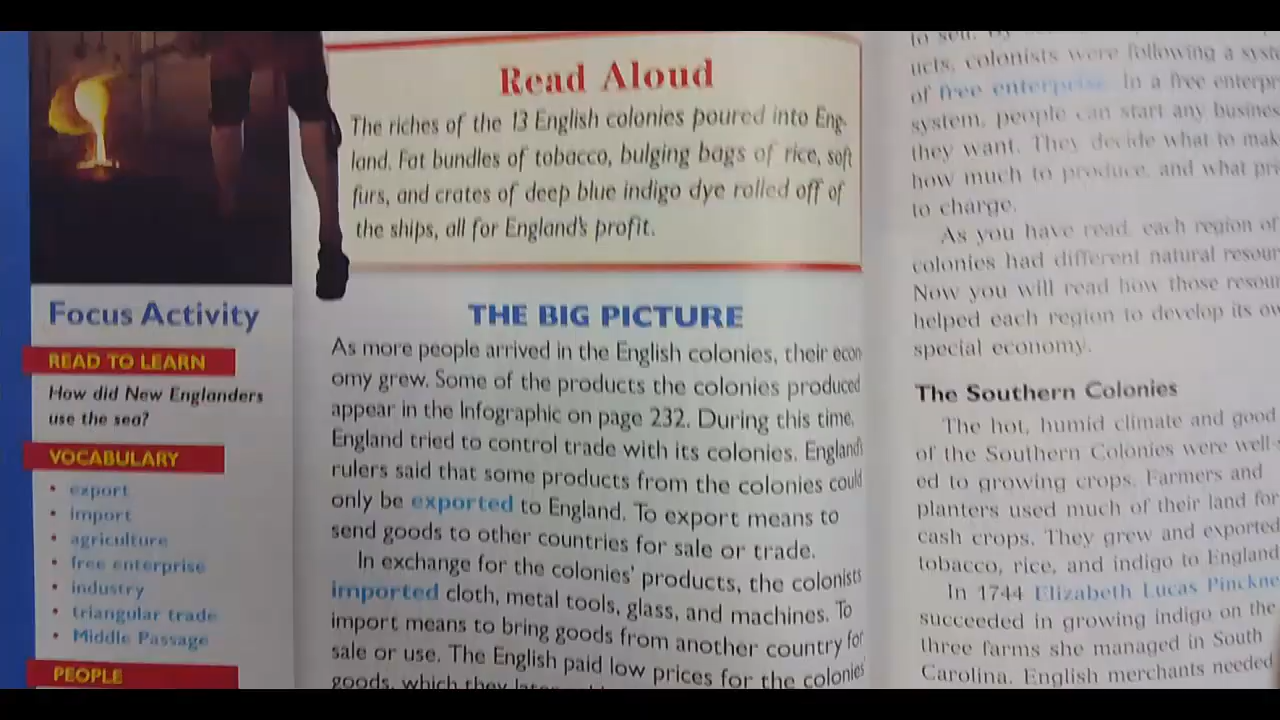 Read Aloud
The riches of the 13 English colonies poured into Eng-
land. Fat bundles of tobacco, bulging bags of rice, soft
furs, and crates of deep blue indigo dye rolled off of
the ships, all for England's profit.
Focus Activity
READ TO LEARN
How did New Englanders
use the sea?
VOCABULARY
• export
• import
• agriculture
• free enterprise
• industry
• triangular trade
• Middle Passage
PEOPLE
THE BIG PICTURE
As more people arrived in the English colonies, their econ
omy grew. Some of the products the colonies produced
appear in the Infographic on page 232. During this time,
England tried to control trade with its colonies. England's
rulers said that some products from the colonies could
only be exported to England. To export means to
send goods to other countries for sale or trade.
In exchange for the colonies' products, the colonists
imported cloth, metal tools, glass, and machines. To
import means to bring goods from another country for
sale or use. The English paid low prices for the colonies'
goods, which they
to sell. By
ucts, colonists were following a syst
of free enterprise. In a free enterpr
system, people can start any busines
they want. They decide what to mak
how much to produce, and what pri
to charge.
As you have read, each region of
colonies had different natural resour
Now you will read how those resour
helped each region to develop its ow
special economy.
The Southern Colonies
The hot, humid climate and good
of the Southern Colonies were well-s
ed to growing crops. Farmers and
planters used much of their land for
cash crops. They grew and exported
tobacco, rice, and indigo to England
In 1744 Elizabeth Lucas Pinckne
succeeded in growing indigo on the
three farms she managed in South
Carolina. English merchants needed